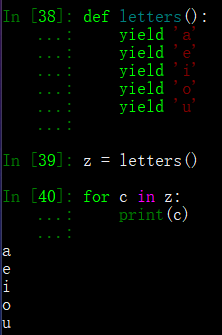 In [38]: def letters():
    ...:     yield 'a'
    ...:     yield 'e'
    ...:     yield 'i'
    ...:     yield 'o'
    ...:     yield 'u'
    ...:
In [39]: z = letters()
In [40]: for c in z:
    ...:     print(c)
    ...:
a
e
i
o
u